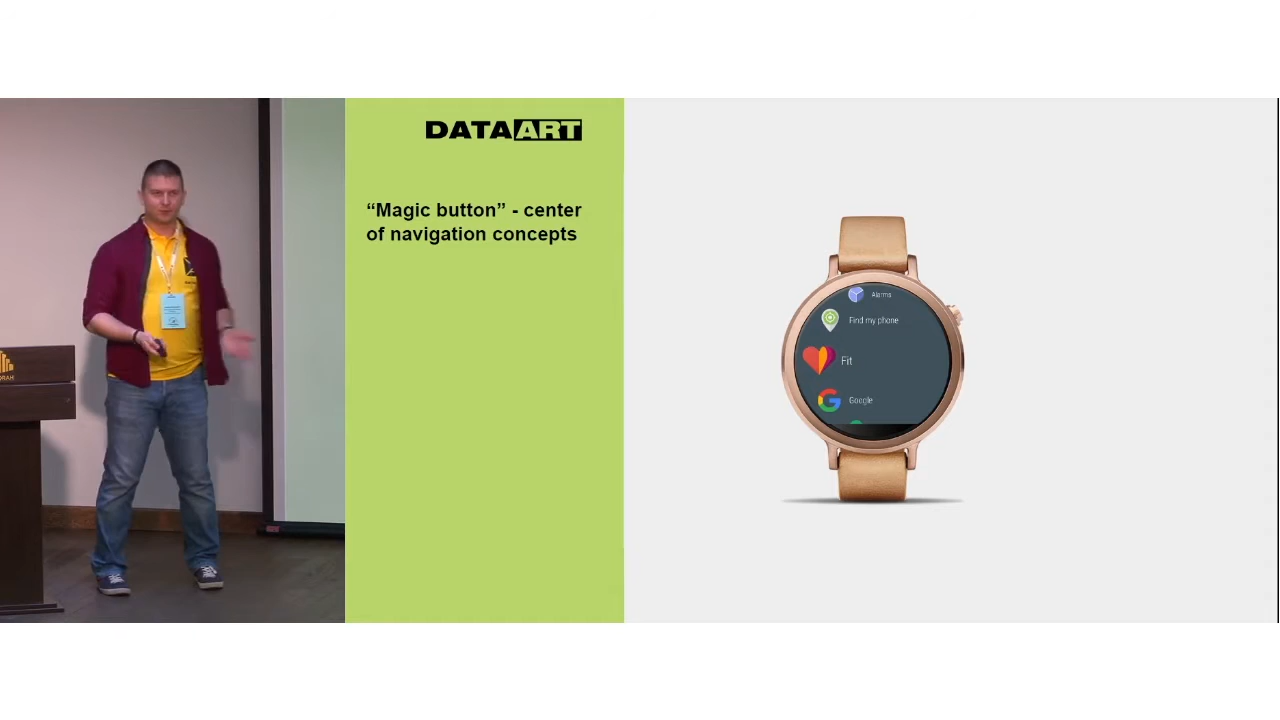 DATAART
“Magic button” - center
of navigation concepts
Alarms
Find my phone
Fit
Google